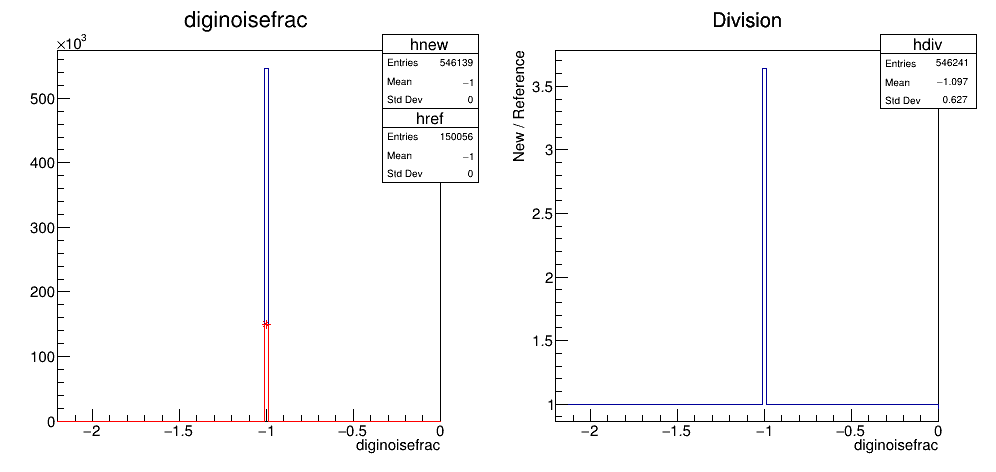 diginoisefrac
×10³
hnew
Entries 546139
Mean −1
Std Dev 0
href
Entries 150056
Mean −1
Std Dev 0
500
400
300
200
100
0
−2 −1.5 −1 −0.5 0
diginoisefrac
Division
New / Reference
hdiv
Entries 546241
Mean −1.097
Std Dev 0.627
3.5
3
2.5
2
1.5
1
−2 −1.5 −1 −0.5 0
diginoisefrac